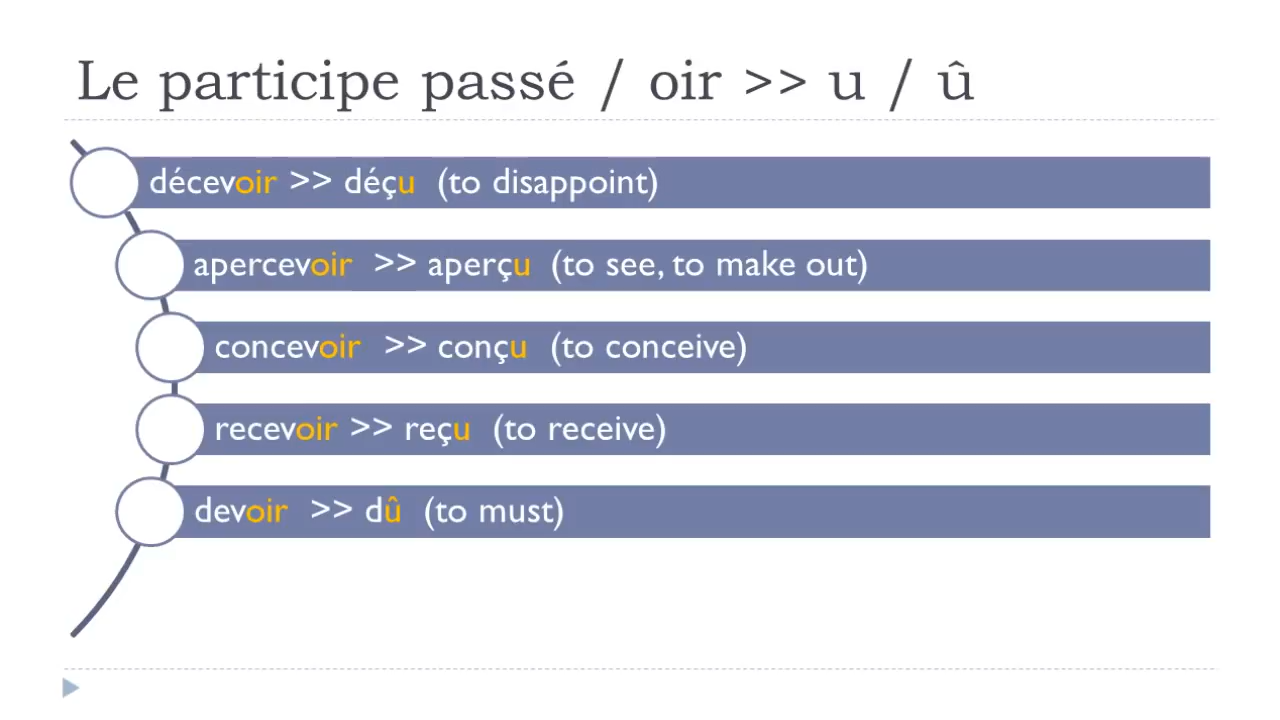 Le participe passé / oir >> u / û
décevoir >> déçu (to disappoint)
apercevoir >> aperçu (to see, to make out)
concevoir >> conçu (to conceive)
recevoir >> reçu (to receive)
devoir >> dû (to must)